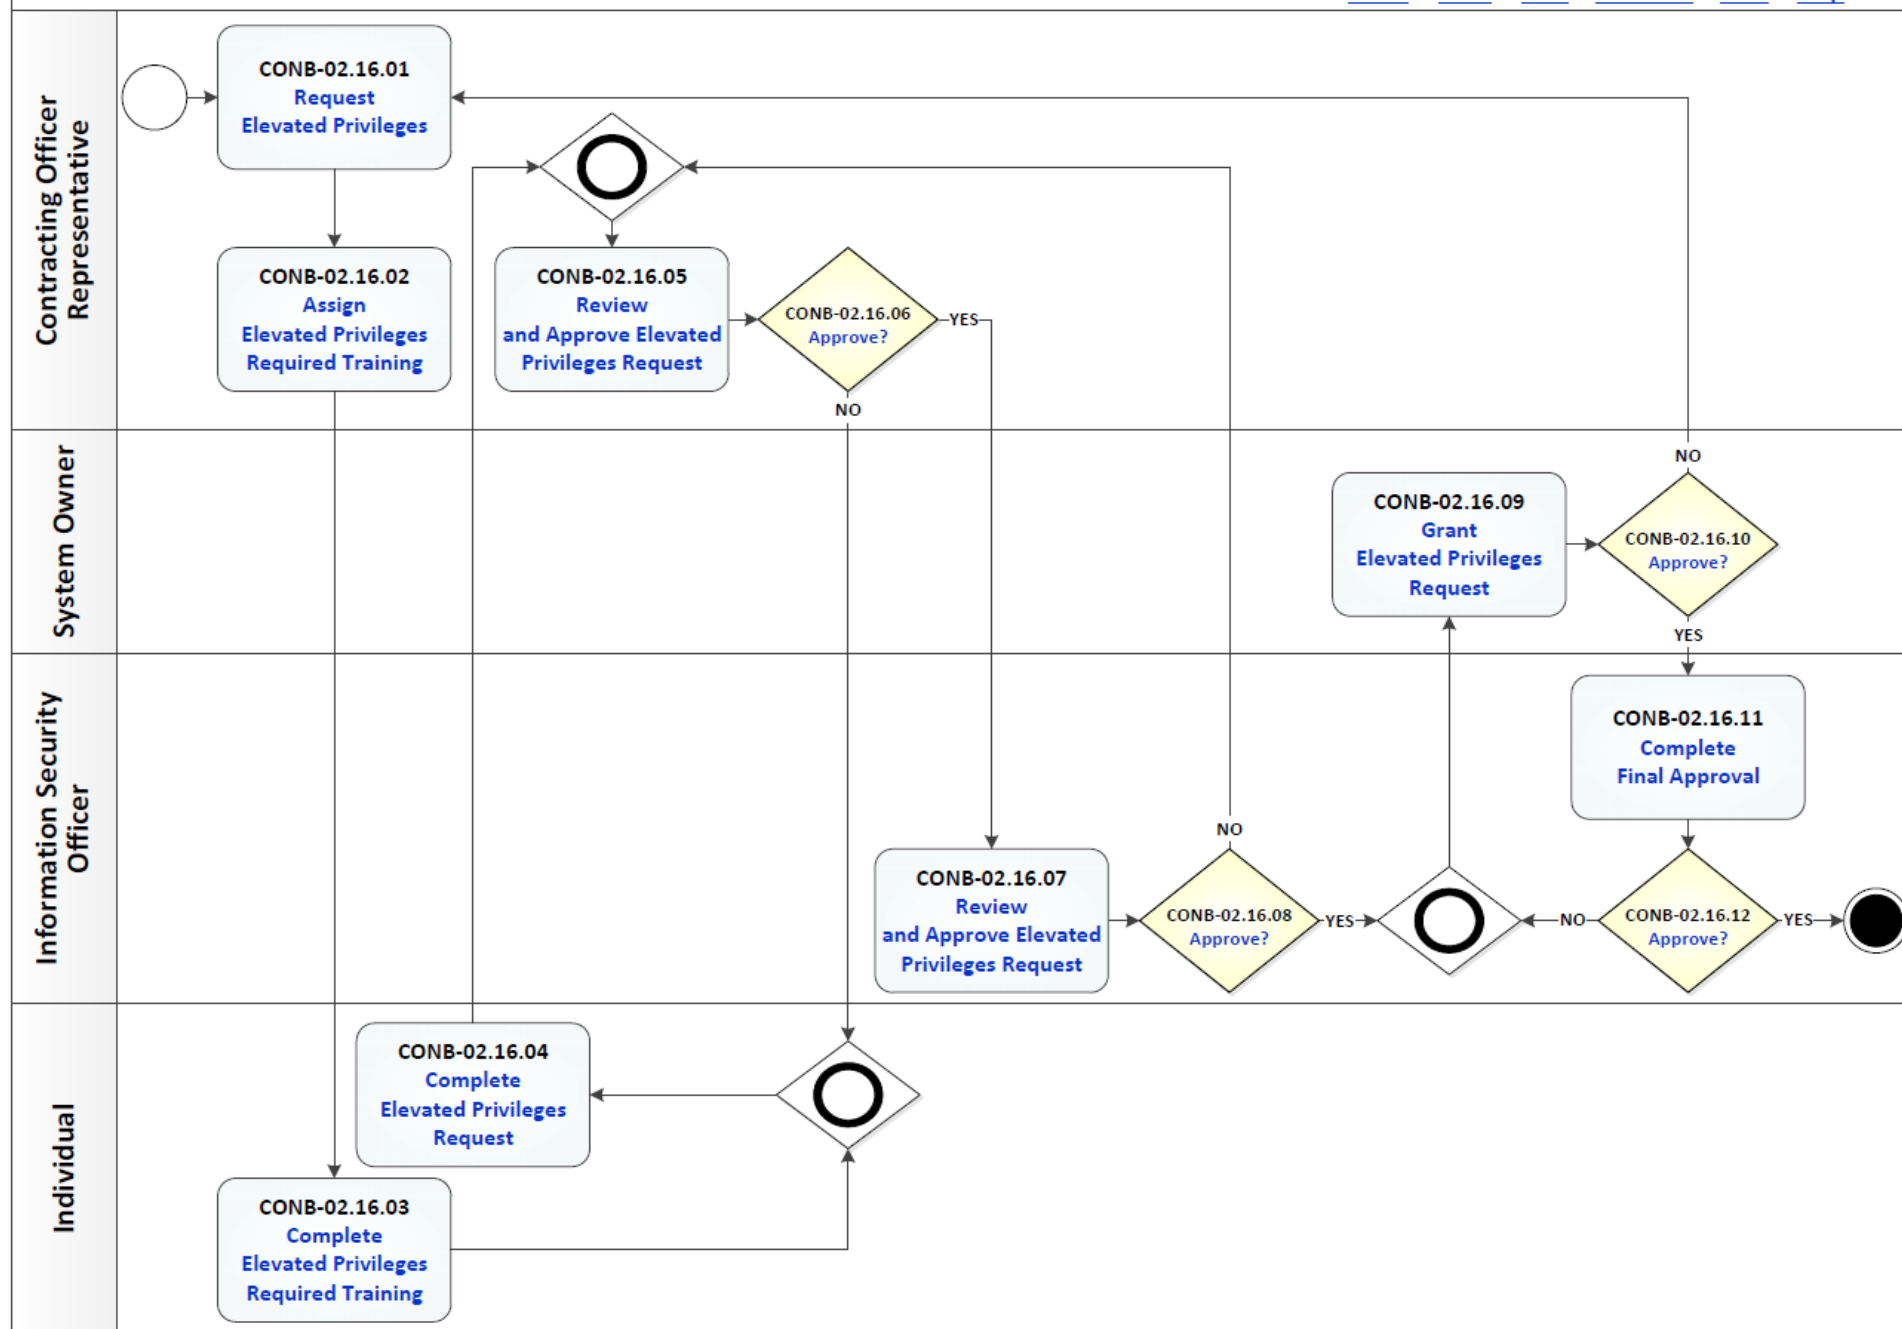 Contracting Officer
Representative
CONB-02.16.01
Request
Elevated Privileges
CONB-02.16.02
Assign
Elevated Privileges
Required Training
CONB-02.16.05
Review
and Approve Elevated
Privileges Request
CONB-02.16.06
Approve?
YES
NO
System Owner
CONB-02.16.09
Grant
Elevated Privileges
Request
NO
CONB-02.16.10
Approve?
YES
Information Security
Officer
CONB-02.16.07
Review
and Approve Elevated
Privileges Request
NO
CONB-02.16.08
Approve?
YES
CONB-02.16.11
Complete
Final Approval
NO
CONB-02.16.12
Approve?
YES
Individual
CONB-02.16.04
Complete
Elevated Privileges
Request
CONB-02.16.03
Complete
Elevated Privileges
Required Training